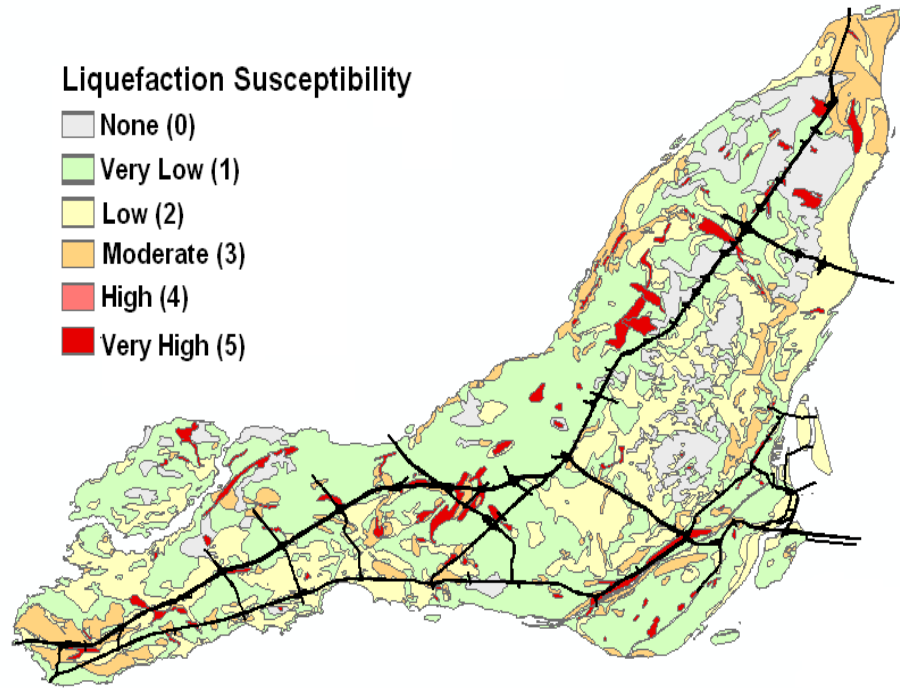 Liquefaction Susceptibility
None (0)
Very Low (1)
Low (2)
Moderate (3)
High (4)
Very High (5)